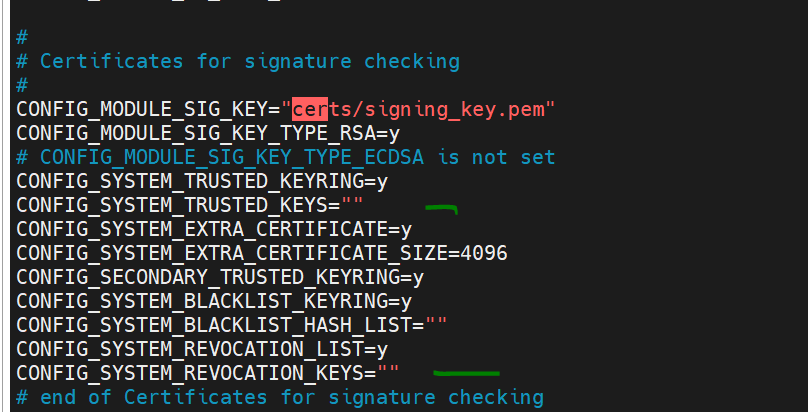 #
# Certificates for signature checking
#
CONFIG_MODULE_SIG_KEY="certs/signing_key.pem"
CONFIG_MODULE_SIG_KEY_TYPE_RSA=y
# CONFIG_MODULE_SIG_KEY_TYPE_ECDSA is not set
CONFIG_SYSTEM_TRUSTED_KEYRING=y
CONFIG_SYSTEM_TRUSTED_KEYS=""
CONFIG_SYSTEM_EXTRA_CERTIFICATE=y
CONFIG_SYSTEM_EXTRA_CERTIFICATE_SIZE=4096
CONFIG_SECONDARY_TRUSTED_KEYRING=y
CONFIG_SYSTEM_BLACKLIST_KEYRING=y
CONFIG_SYSTEM_BLACKLIST_HASH_LIST=""
CONFIG_SYSTEM_REVOCATION_LIST=y
CONFIG_SYSTEM_REVOCATION_KEYS=""
# end of Certificates for signature checking